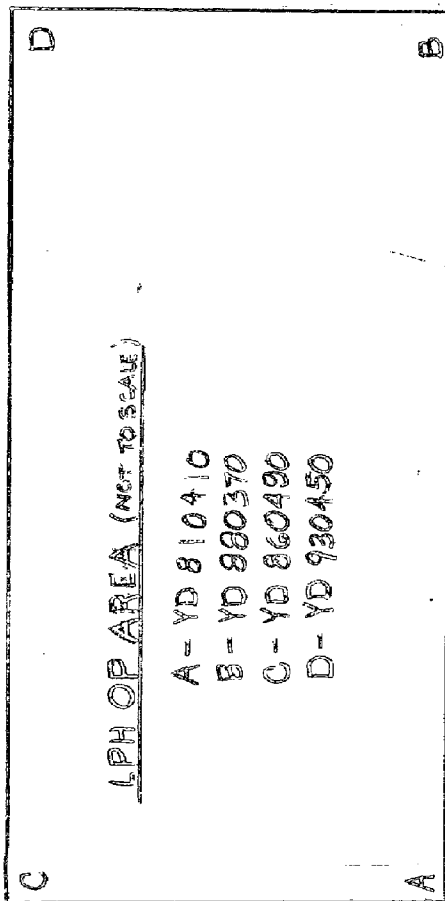 C
D
LPH OP AREA (NOT TO SCALE)
A - YD 810410
B - YD 880370
C - YD 860490
D - YD 930450
A
B